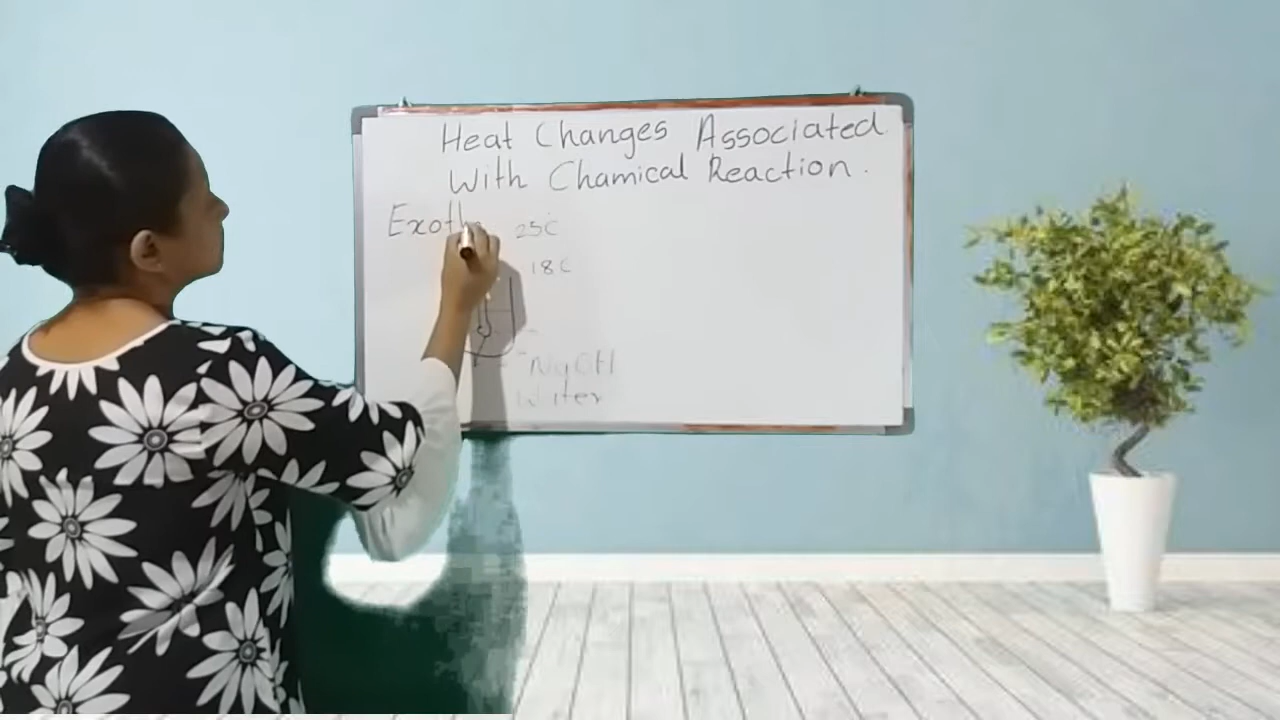 Heat Changes Associated
With Chamical Reaction.
Exoth
25C
18C
NaOH
Water